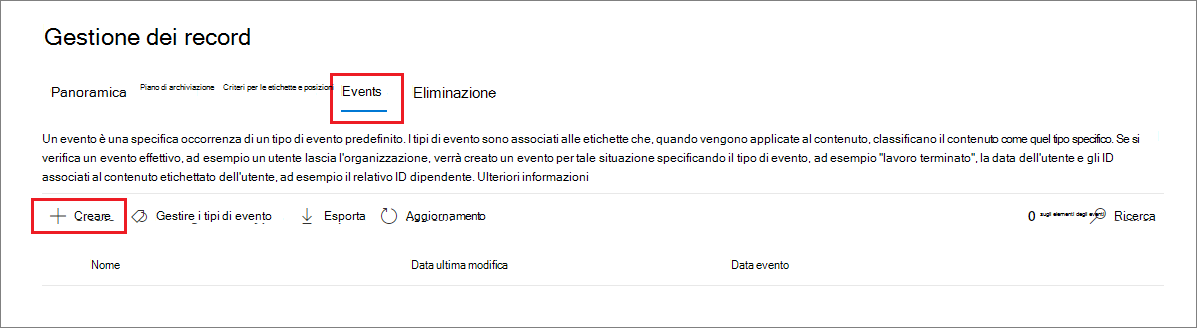 Gestione dei record
Panoramica Piano di archiviazione Criteri per le etichette e posizioni Events Eliminazione
Un evento è una specifica occorrenza di un tipo di evento predefinito. I tipi di evento sono associati alle etichette che, quando vengono applicate al contenuto, classificano il contenuto come quel tipo specifico. Se si
verifica un evento effettivo, ad esempio un utente lascia l'organizzazione, verrà creato un evento per tale situazione specificando il tipo di evento, ad esempio "lavoro terminato", la data dell'utente e gli ID
associati al contenuto etichettato dell'utente, ad esempio il relativo ID dipendente. Ulteriori informazioni
Creare Gestire i tipi di evento Esporta Aggiornamento 0 sugli elementi degli eventi Ricerca
Nome Data ultima modifica Data evento